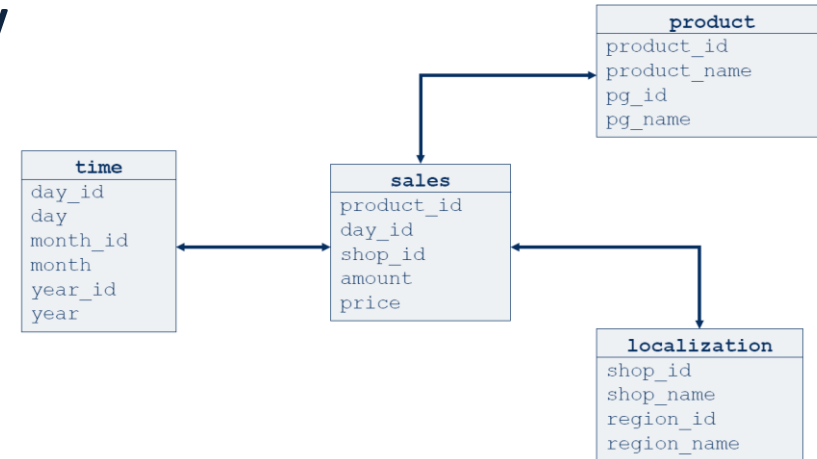 product
product_id
product_name
pg_id
pg_name
time
day_id
day
month_id
month
year_id
year
sales
product_id
day_id
shop_id
amount
price
localization
shop_id
shop_name
region_id
region_name